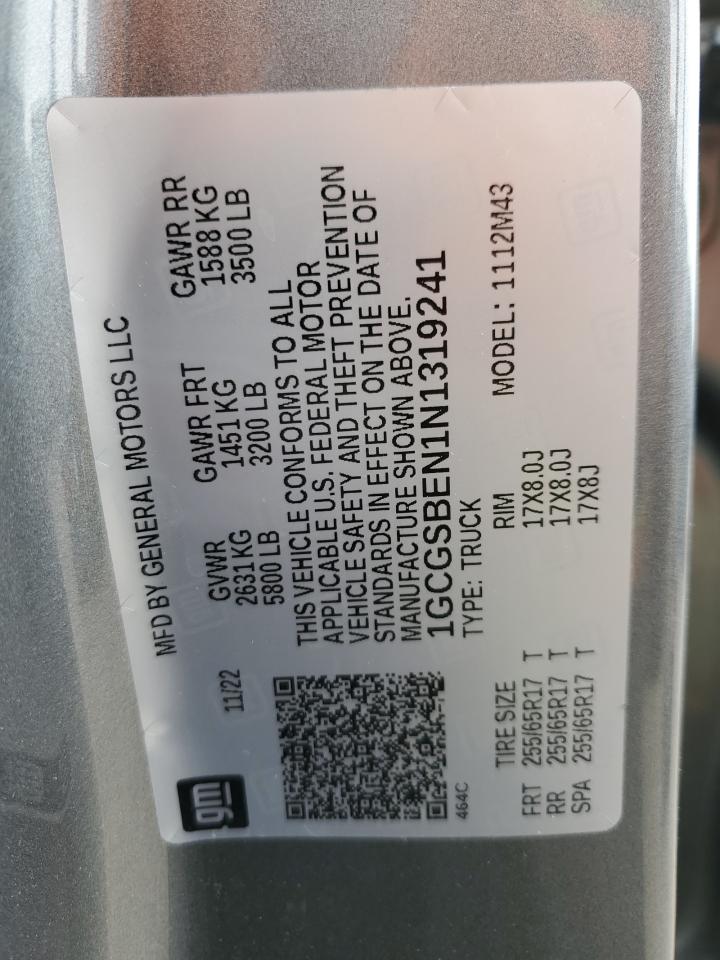 gm
MFD BY GENERAL MOTORS LLC
11/22
GVWR GAWR FRT GAWR RR
2631 KG 1451 KG 1588 KG
5800 LB 3200 LB 3500 LB
THIS VEHICLE CONFORMS TO ALL
APPLICABLE U.S. FEDERAL MOTOR
VEHICLE SAFETY AND THEFT PREVENTION
STANDARDS IN EFFECT ON THE DATE OF
MANUFACTURE SHOWN ABOVE.
1GCGSBEN1N1319241
464C
TYPE: TRUCK
TIRE SIZE RIM MODEL: 1112M43
FRT 255/65R17 T 17X8.0J
RR 255/65R17 T 17X8.0J
SPA 255/65R17 T 17X8J